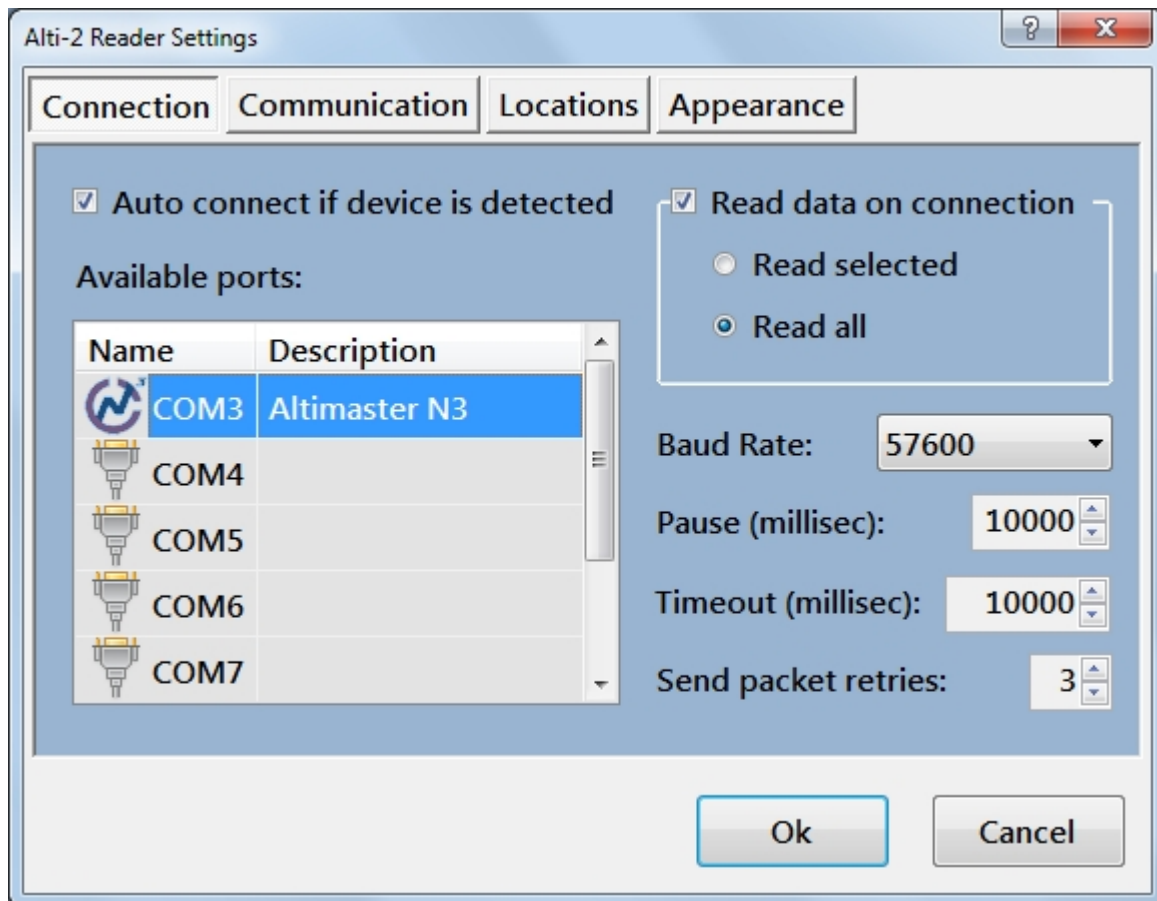 Alti-2 Reader Settings
Connection Communication Locations Appearance
Auto connect if device is detected
Available ports:
Name Description
COM3 Altimaster N3
COM4
COM5
COM6
COM7
Read data on connection
Read selected
Read all
Baud Rate: 57600
Pause (millisec): 10000
Timeout (millisec): 10000
Send packet retries: 3
Ok Cancel